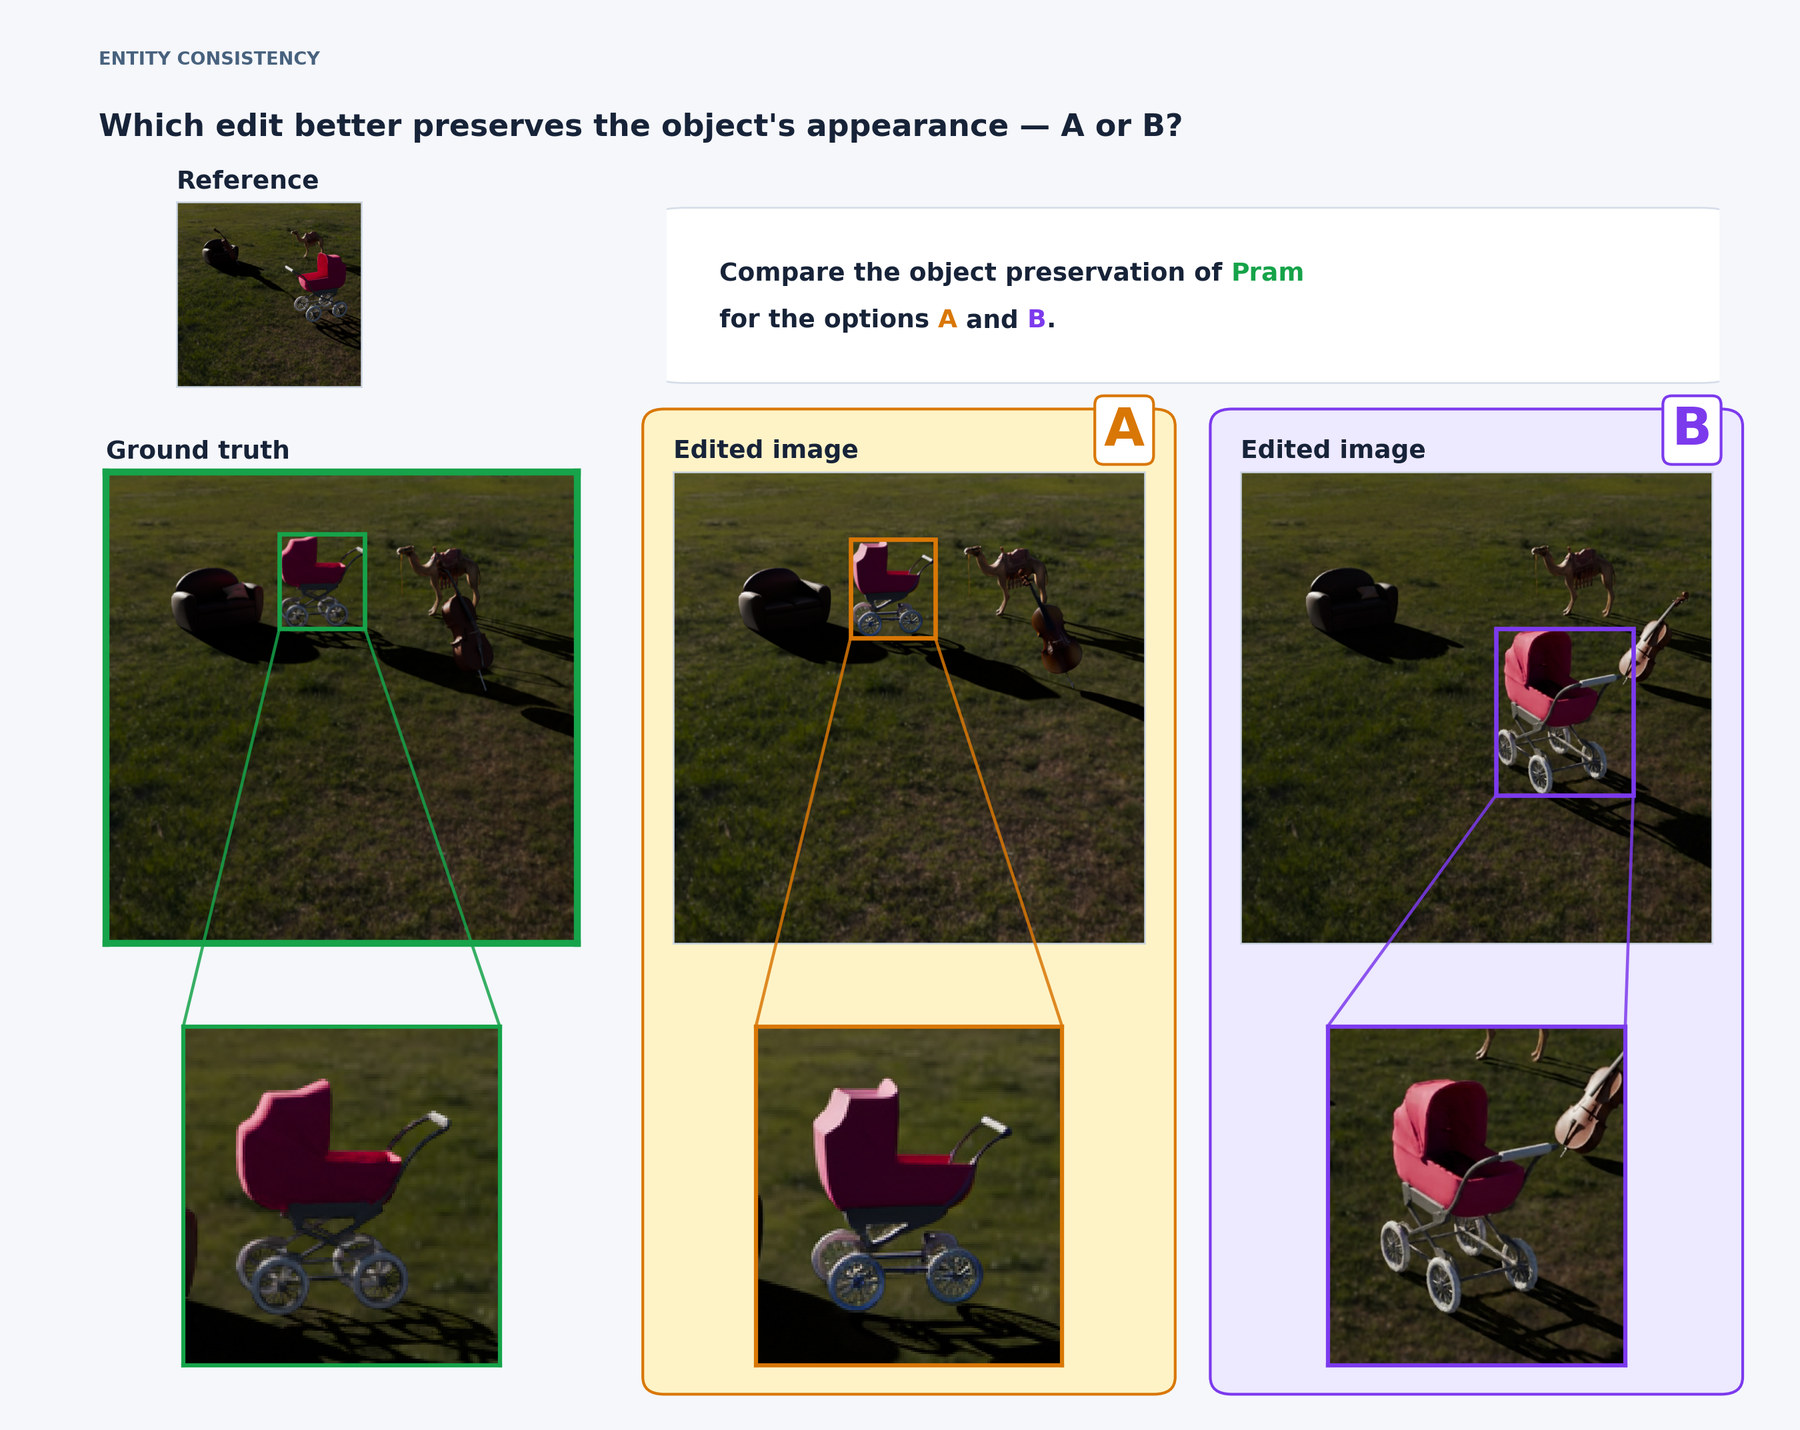 ENTITY CONSISTENCY
Which edit better preserves the object's appearance — A or B?
Reference
Compare the object preservation of Pram
for the options A and B.
Ground truth
Edited image
A
Edited image
B